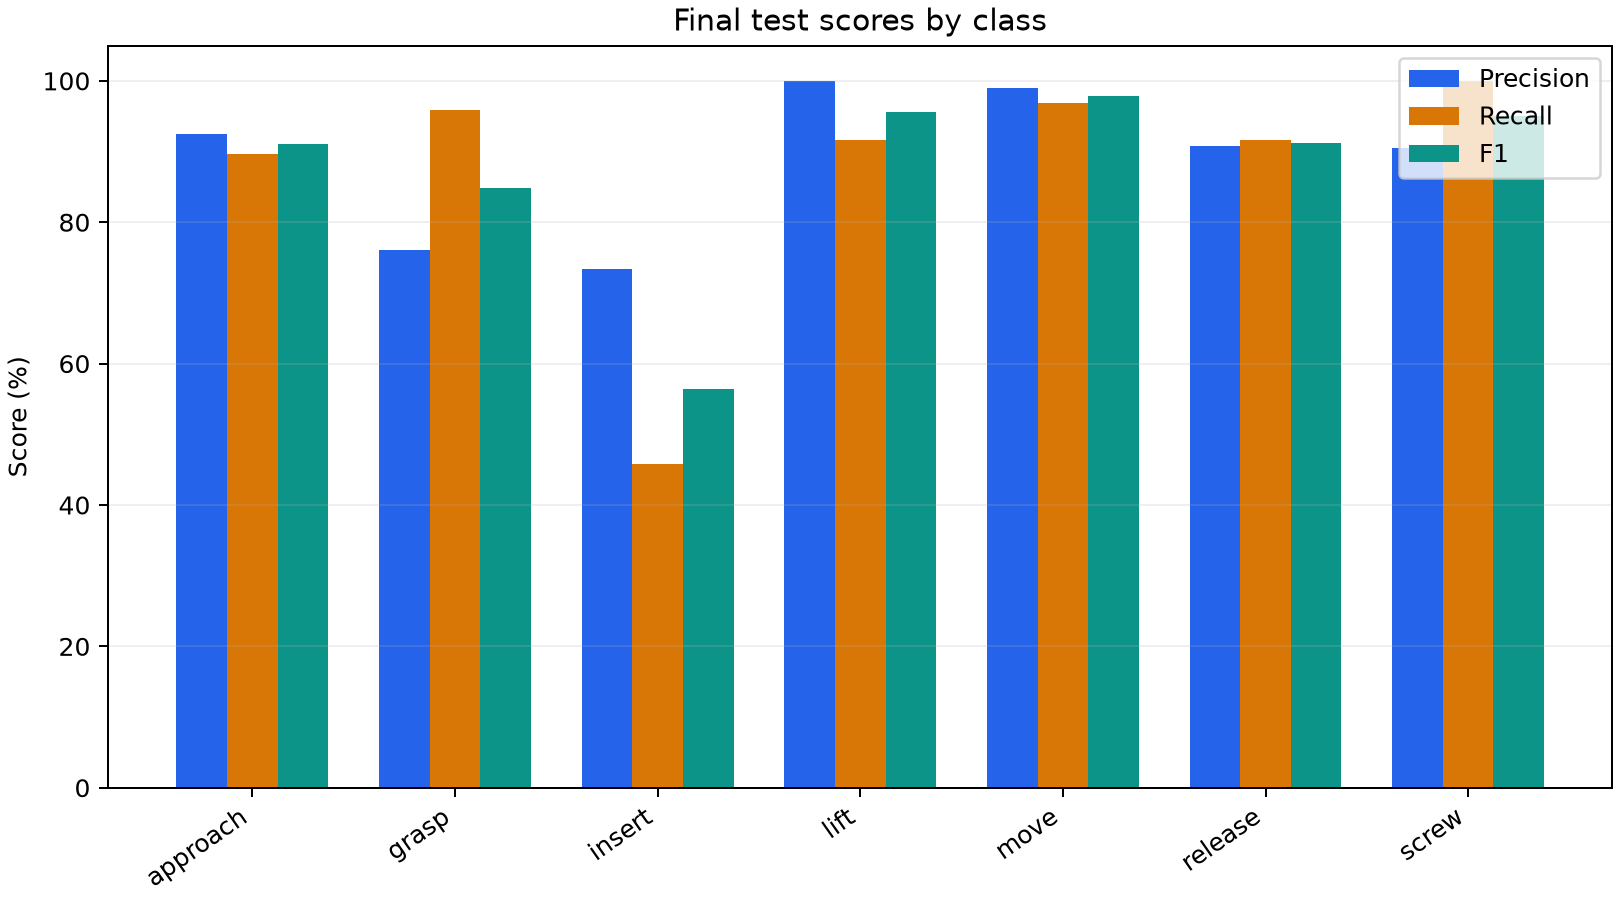 Final test scores by class
Precision
Recall
F1
Score (%)
100
80
60
40
20
0
approach
grasp
insert
lift
move
release
screw